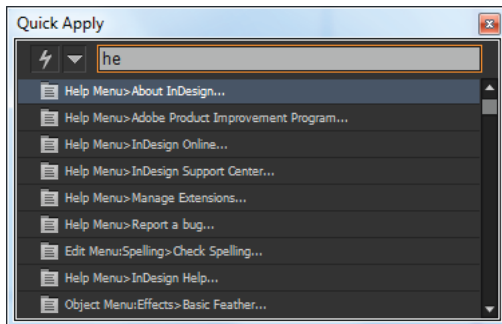 Quick Apply
he
Help Menu>About InDesign...
Help Menu>Adobe Product Improvement Program...
Help Menu>InDesign Online...
Help Menu>InDesign Support Center...
Help Menu>Manage Extensions...
Help Menu>Report a bug...
Edit Menu:Spelling>Check Spelling...
Help Menu>InDesign Help...
Object Menu:Effects>Basic Feather...